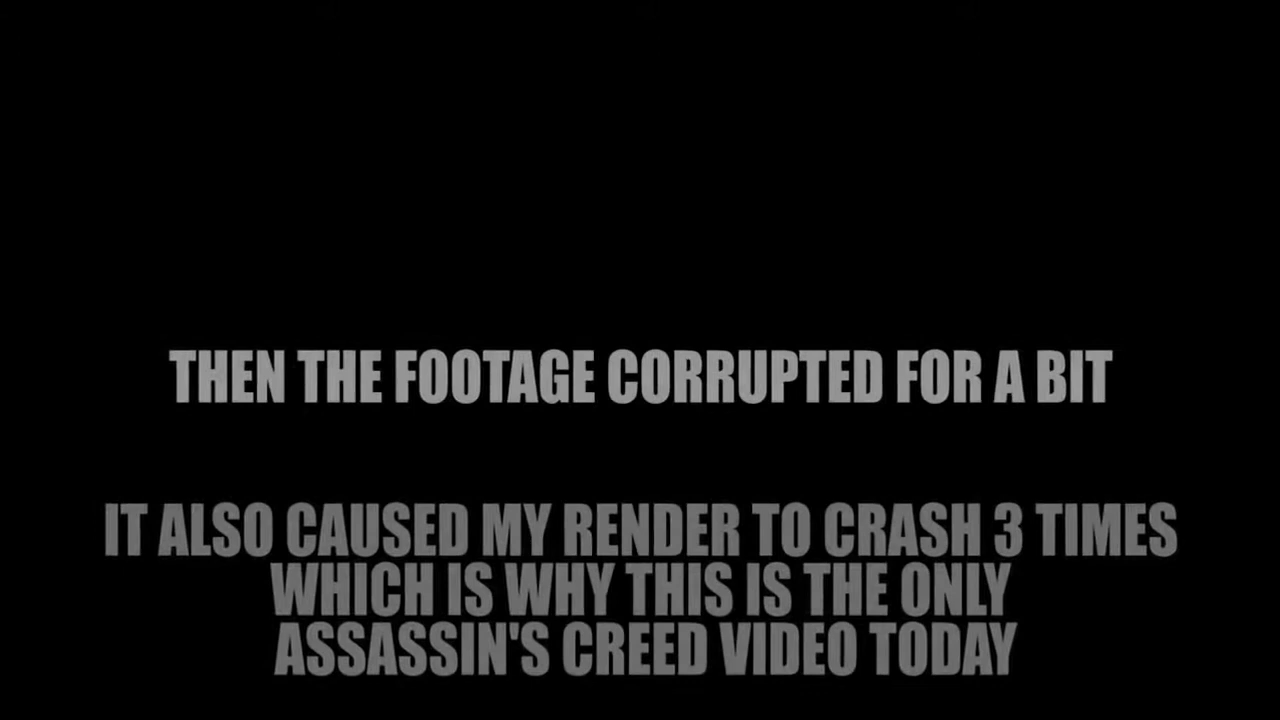 THEN THE FOOTAGE CORRUPTED FOR A BIT
IT ALSO CAUSED MY RENDER TO CRASH 3 TIMES
WHICH IS WHY THIS IS THE ONLY
ASSASSIN'S CREED VIDEO TODAY